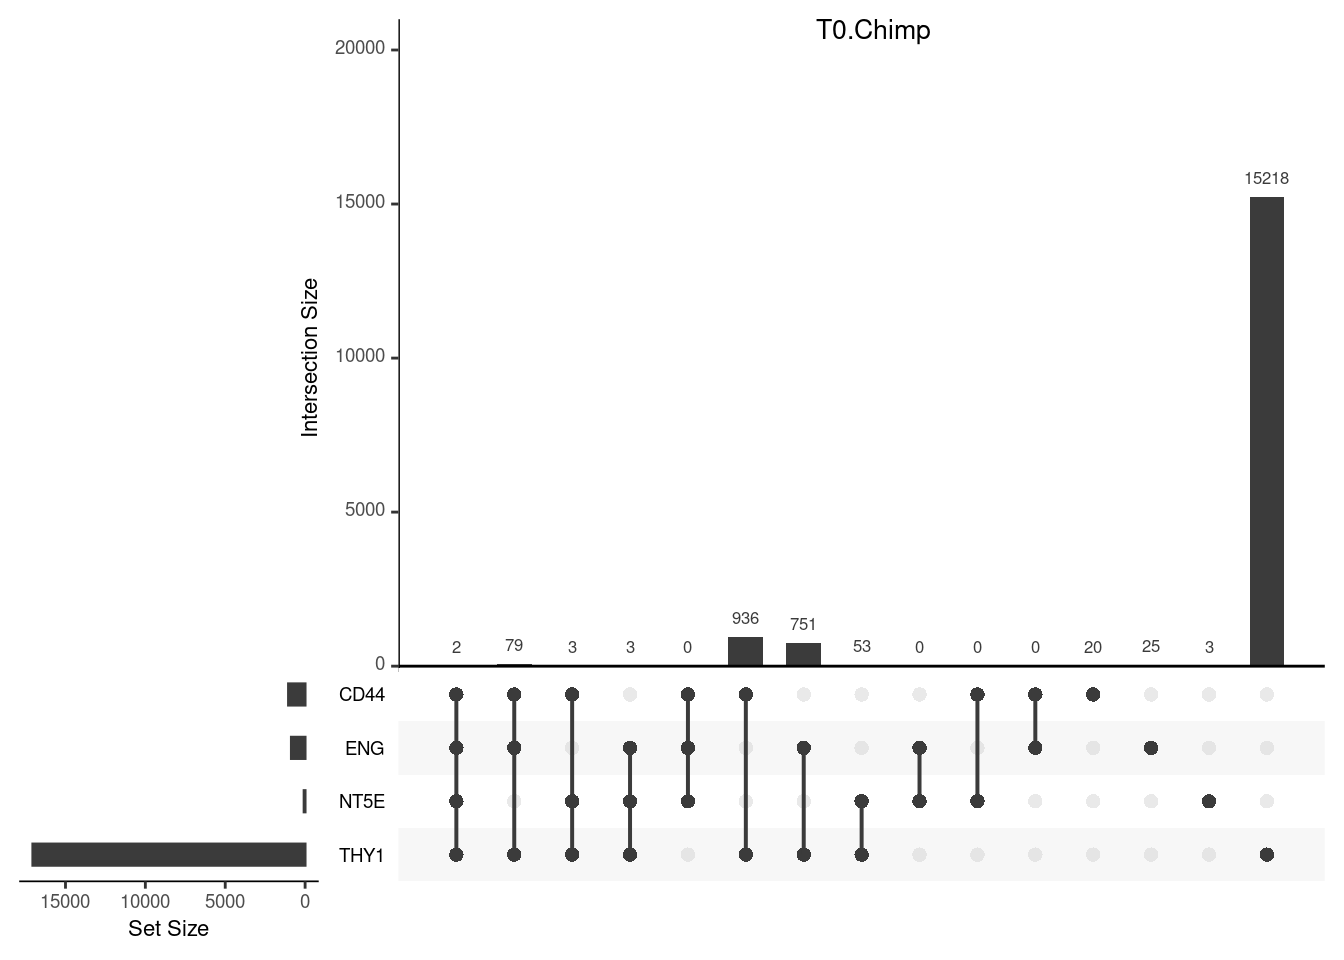 T0.Chimp
20000
15000
10000
5000
0
Intersection Size
2 79 3 3 0 936 751 53 0 0 0 20 25 3 15218
CD44
ENG
NT5E
THY1
15000 10000 5000 0
Set Size